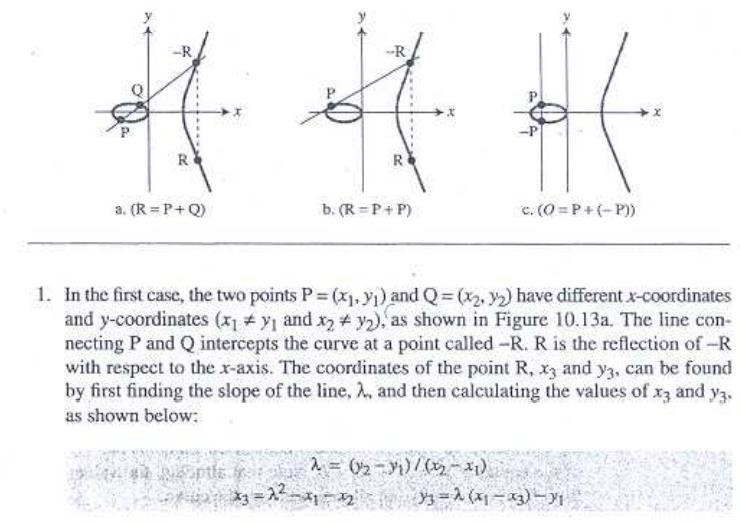 y y y
-R -R
Q P P
x x x
P -P
R R
a. (R = P + Q) b. (R = P + P) c. (O = P + (– P))
1. In the first case, the two points P = (x₁, y₁) and Q = (x₂, y₂) have different x-coordinates
and y-coordinates (x₁ ≠ y₁ and x₂ ≠ y₂), as shown in Figure 10.13a. The line con-
necting P and Q intercepts the curve at a point called –R. R is the reflection of –R
with respect to the x-axis. The coordinates of the point R, x₃ and y₃, can be found
by first finding the slope of the line, λ, and then calculating the values of x₃ and y₃,
as shown below:
λ = (y₂ – y₁) / (x₂ – x₁)
x₃ = λ² – x₁ – x₂ y₃ = λ (x₁ – x₃) – y₁